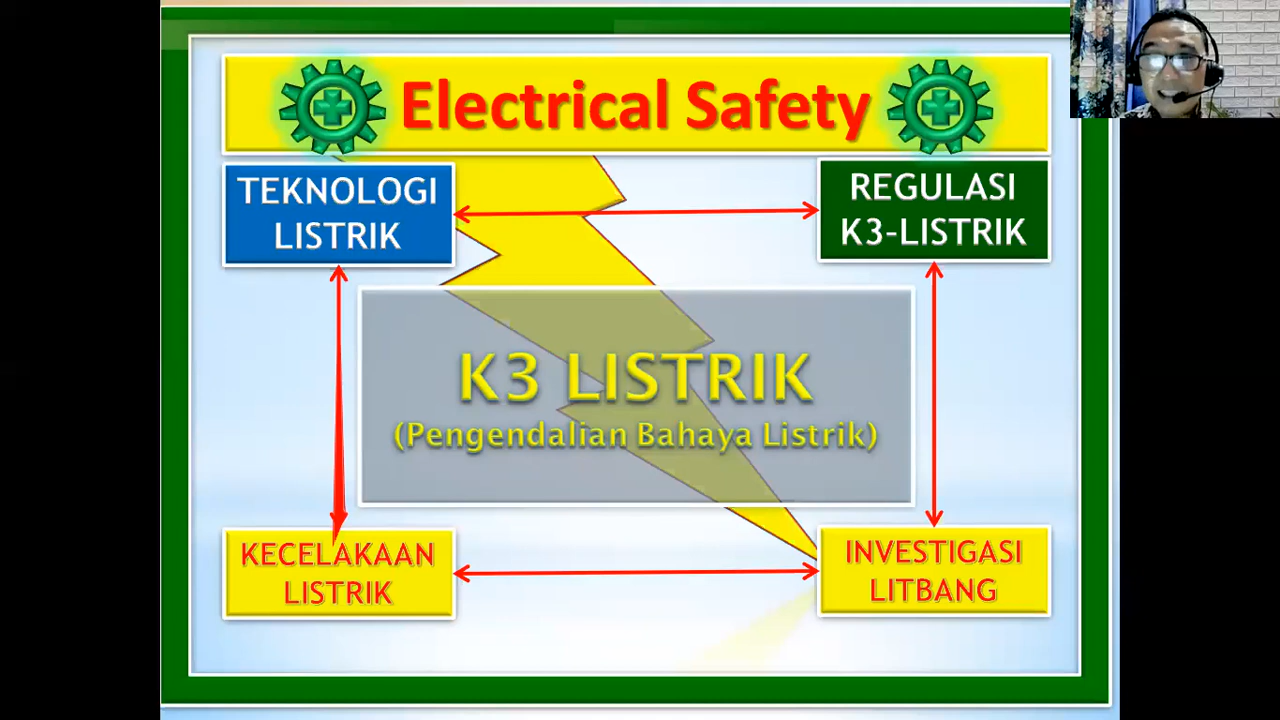 Electrical Safety
TEKNOLOGI
LISTRIK
REGULASI
K3-LISTRIK
K3 LISTRIK
(Pengendalian Bahaya Listrik)
KECELAKAAN
LISTRIK
INVESTIGASI
LITBANG